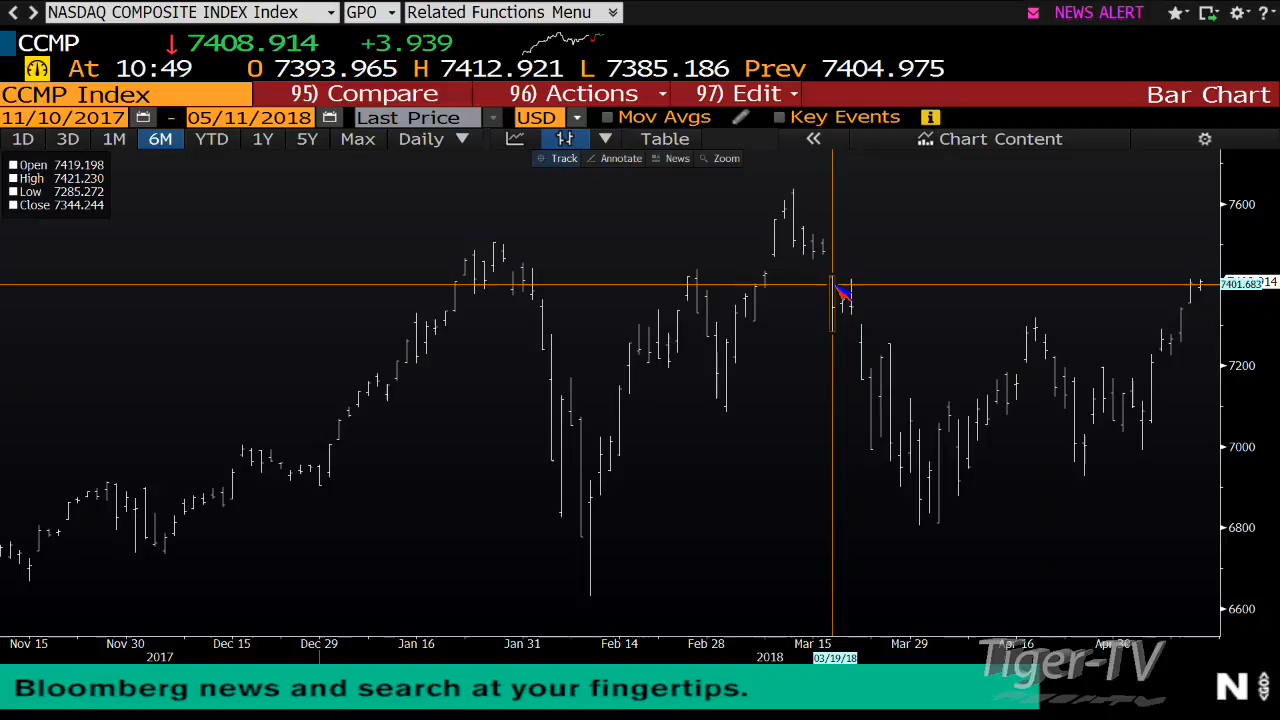 NASDAQ COMPOSITE INDEX Index GPO Related Functions Menu NEWS ALERT ?
CCMP 7408.914 +3.939
At 10:49 O 7393.965 H 7412.921 L 7385.186 Prev 7404.975
CCMP Index 95) Compare 96) Actions 97) Edit Bar Chart
11/10/2017 - 05/11/2018 Last Price USD Mov Avgs Key Events
1D 3D 1M 6M YTD 1Y 5Y Max Daily Table Chart Content
Track Annotate News Zoom
Open 7419.198
High 7421.230
Low 7285.272
Close 7344.244
7600
7401.683
7200
7000
6800
6600
Nov 15 Nov 30 Dec 15 Dec 29 Jan 16 Jan 31 Feb 14 Feb 28 Mar 15 Mar 29 Apr 16 Apr 30
2017 2018 03/19/18
Tiger-TV
Bloomberg news and search at your fingertips.
N